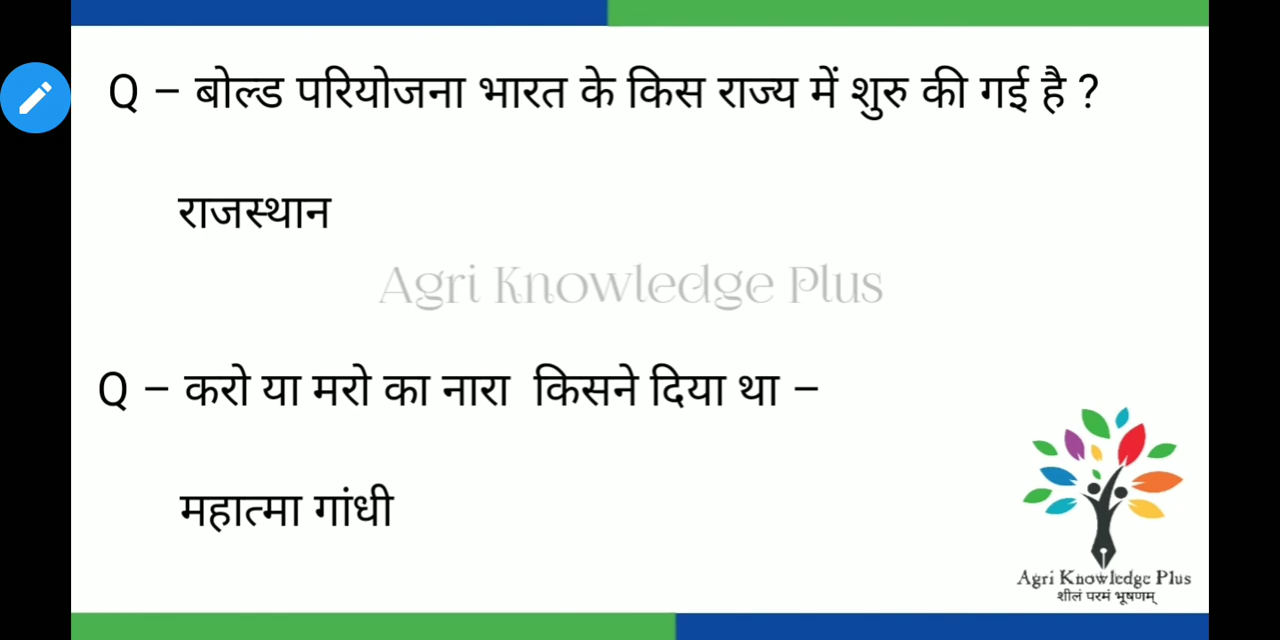 Q – बोल्ड परियोजना भारत के किस राज्य में शुरु की गई है ?
राजस्थान
Agri Knowledge Plus
Q – करो या मरो का नारा किसने दिया था –
महात्मा गांधी
Agri Knowledge Plus
शीलं परमं भूषणम्